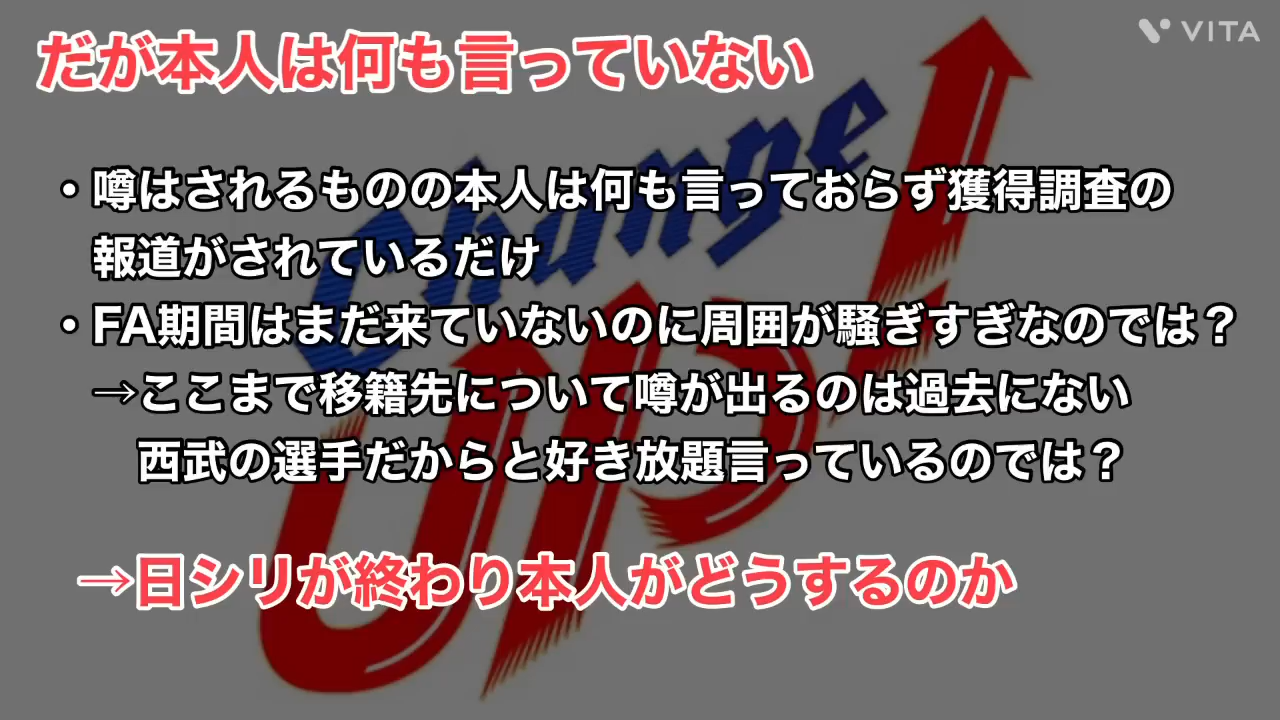 だが本人は何も言っていない
VITA
・噂はされるものの本人は何も言っておらず獲得調査の
報道がされているだけ
・FA期間はまだ来ていないのに周囲が騒ぎすぎなのでは？
→ここまで移籍先について噂が出るのは過去にない
西武の選手だからと好き放題言っているのでは？
→日シリが終わり本人がどうするのか
Change
UP!